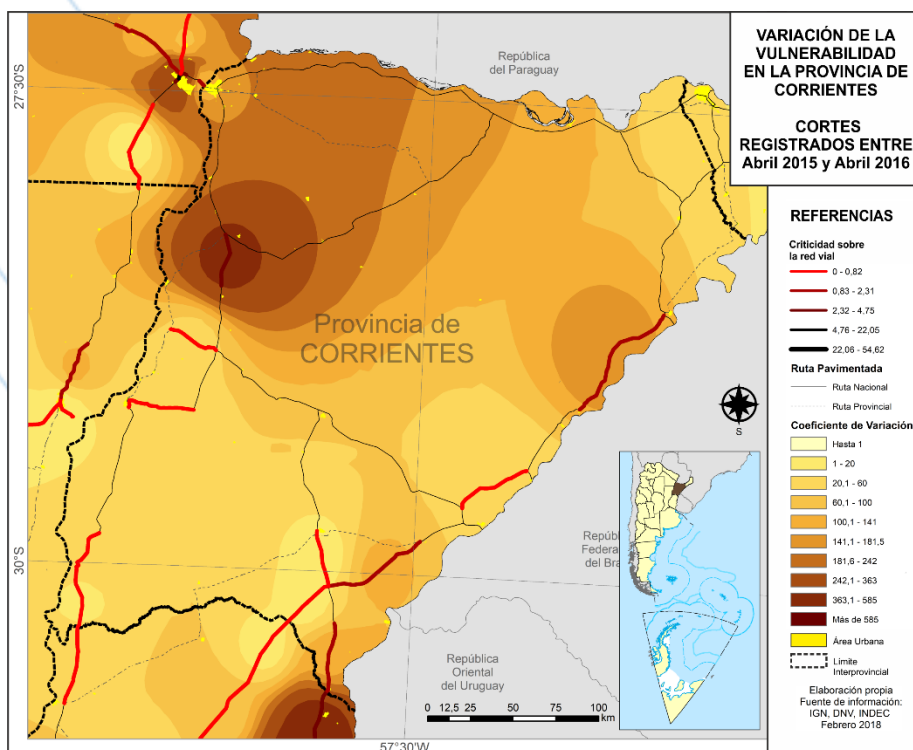 VARIACIÓN DE LA
VULNERABILIDAD
EN LA PROVINCIA DE
CORRIENTES
CORTES
REGISTRADOS ENTRE
Abril 2015 y Abril 2016
República
del Paraguay
27°30'S
Provincia de
CORRIENTES
30°S
República
Federa
del Bra
República
Oriental
del Uruguay
0 12,5 25 50 75 100
km
57°30'W
S
REFERENCIAS
Criticidad sobre
la red vial
0 - 0,82
0,83 - 2,31
2,32 - 4,75
4,76 - 22,05
22,06 - 54,62
Ruta Pavimentada
Ruta Nacional
Ruta Provincial
Coeficiente de Variación
Hasta 1
1 - 20
20,1 - 60
60,1 - 100
100,1 - 141
141,1 - 181,5
181,6 - 242
242,1 - 363
363,1 - 585
Más de 585
Área Urbana
Límite
Interprovincial
Elaboración propia
Fuente de información:
IGN, DNV, INDEC
Febrero 2018